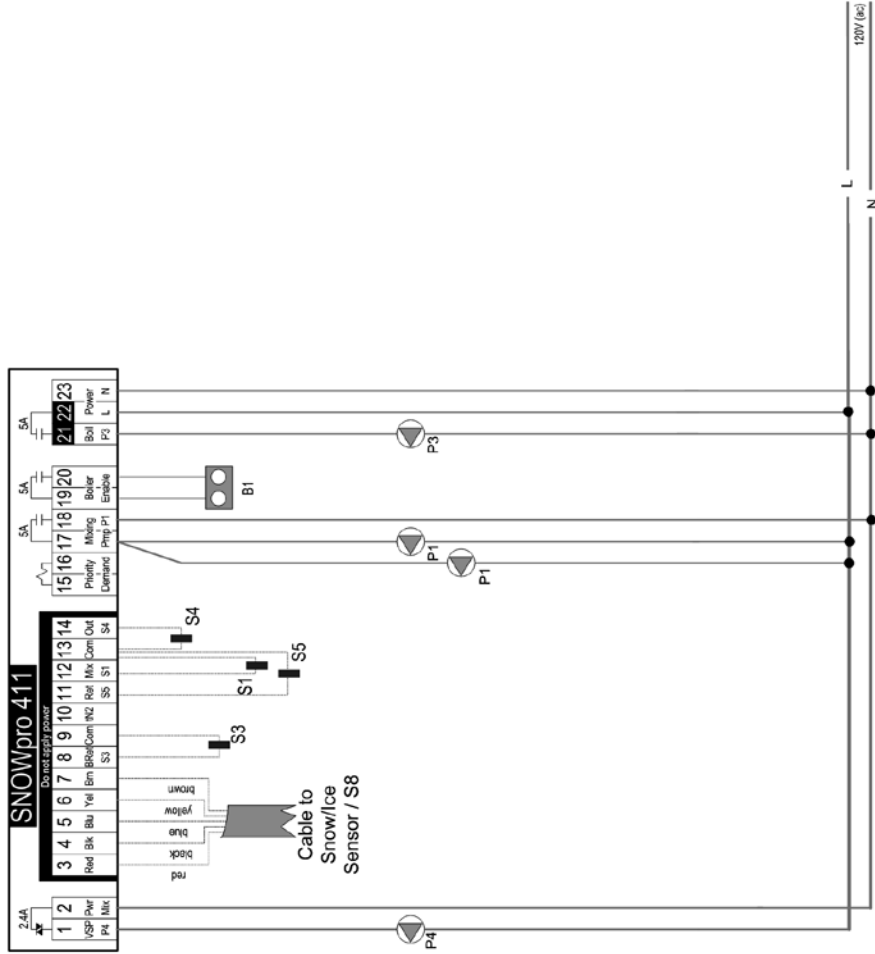 SNOWpro 411
Do not apply power
2.4A
5A
5A
5A
1 2 3 4 5 6 7 8 9 10 11 12 13 14 15 16 17 18 19 20 21 22 23
VSP Pwr Red Blk Blu Yel Brn BRet Com tN2 Ret Mix Com Out Priority Mixing Boiler Boil Power
P4 Mix S3 S5 S1 S4 Demand Pmp P1 Enable P3 L N
red
black
blue
yellow
brown
Cable to
Snow/Ice
Sensor / S8
S3
S1
S5
S4
P4
P1
P1
B1
P3
L
N
120V (ac)